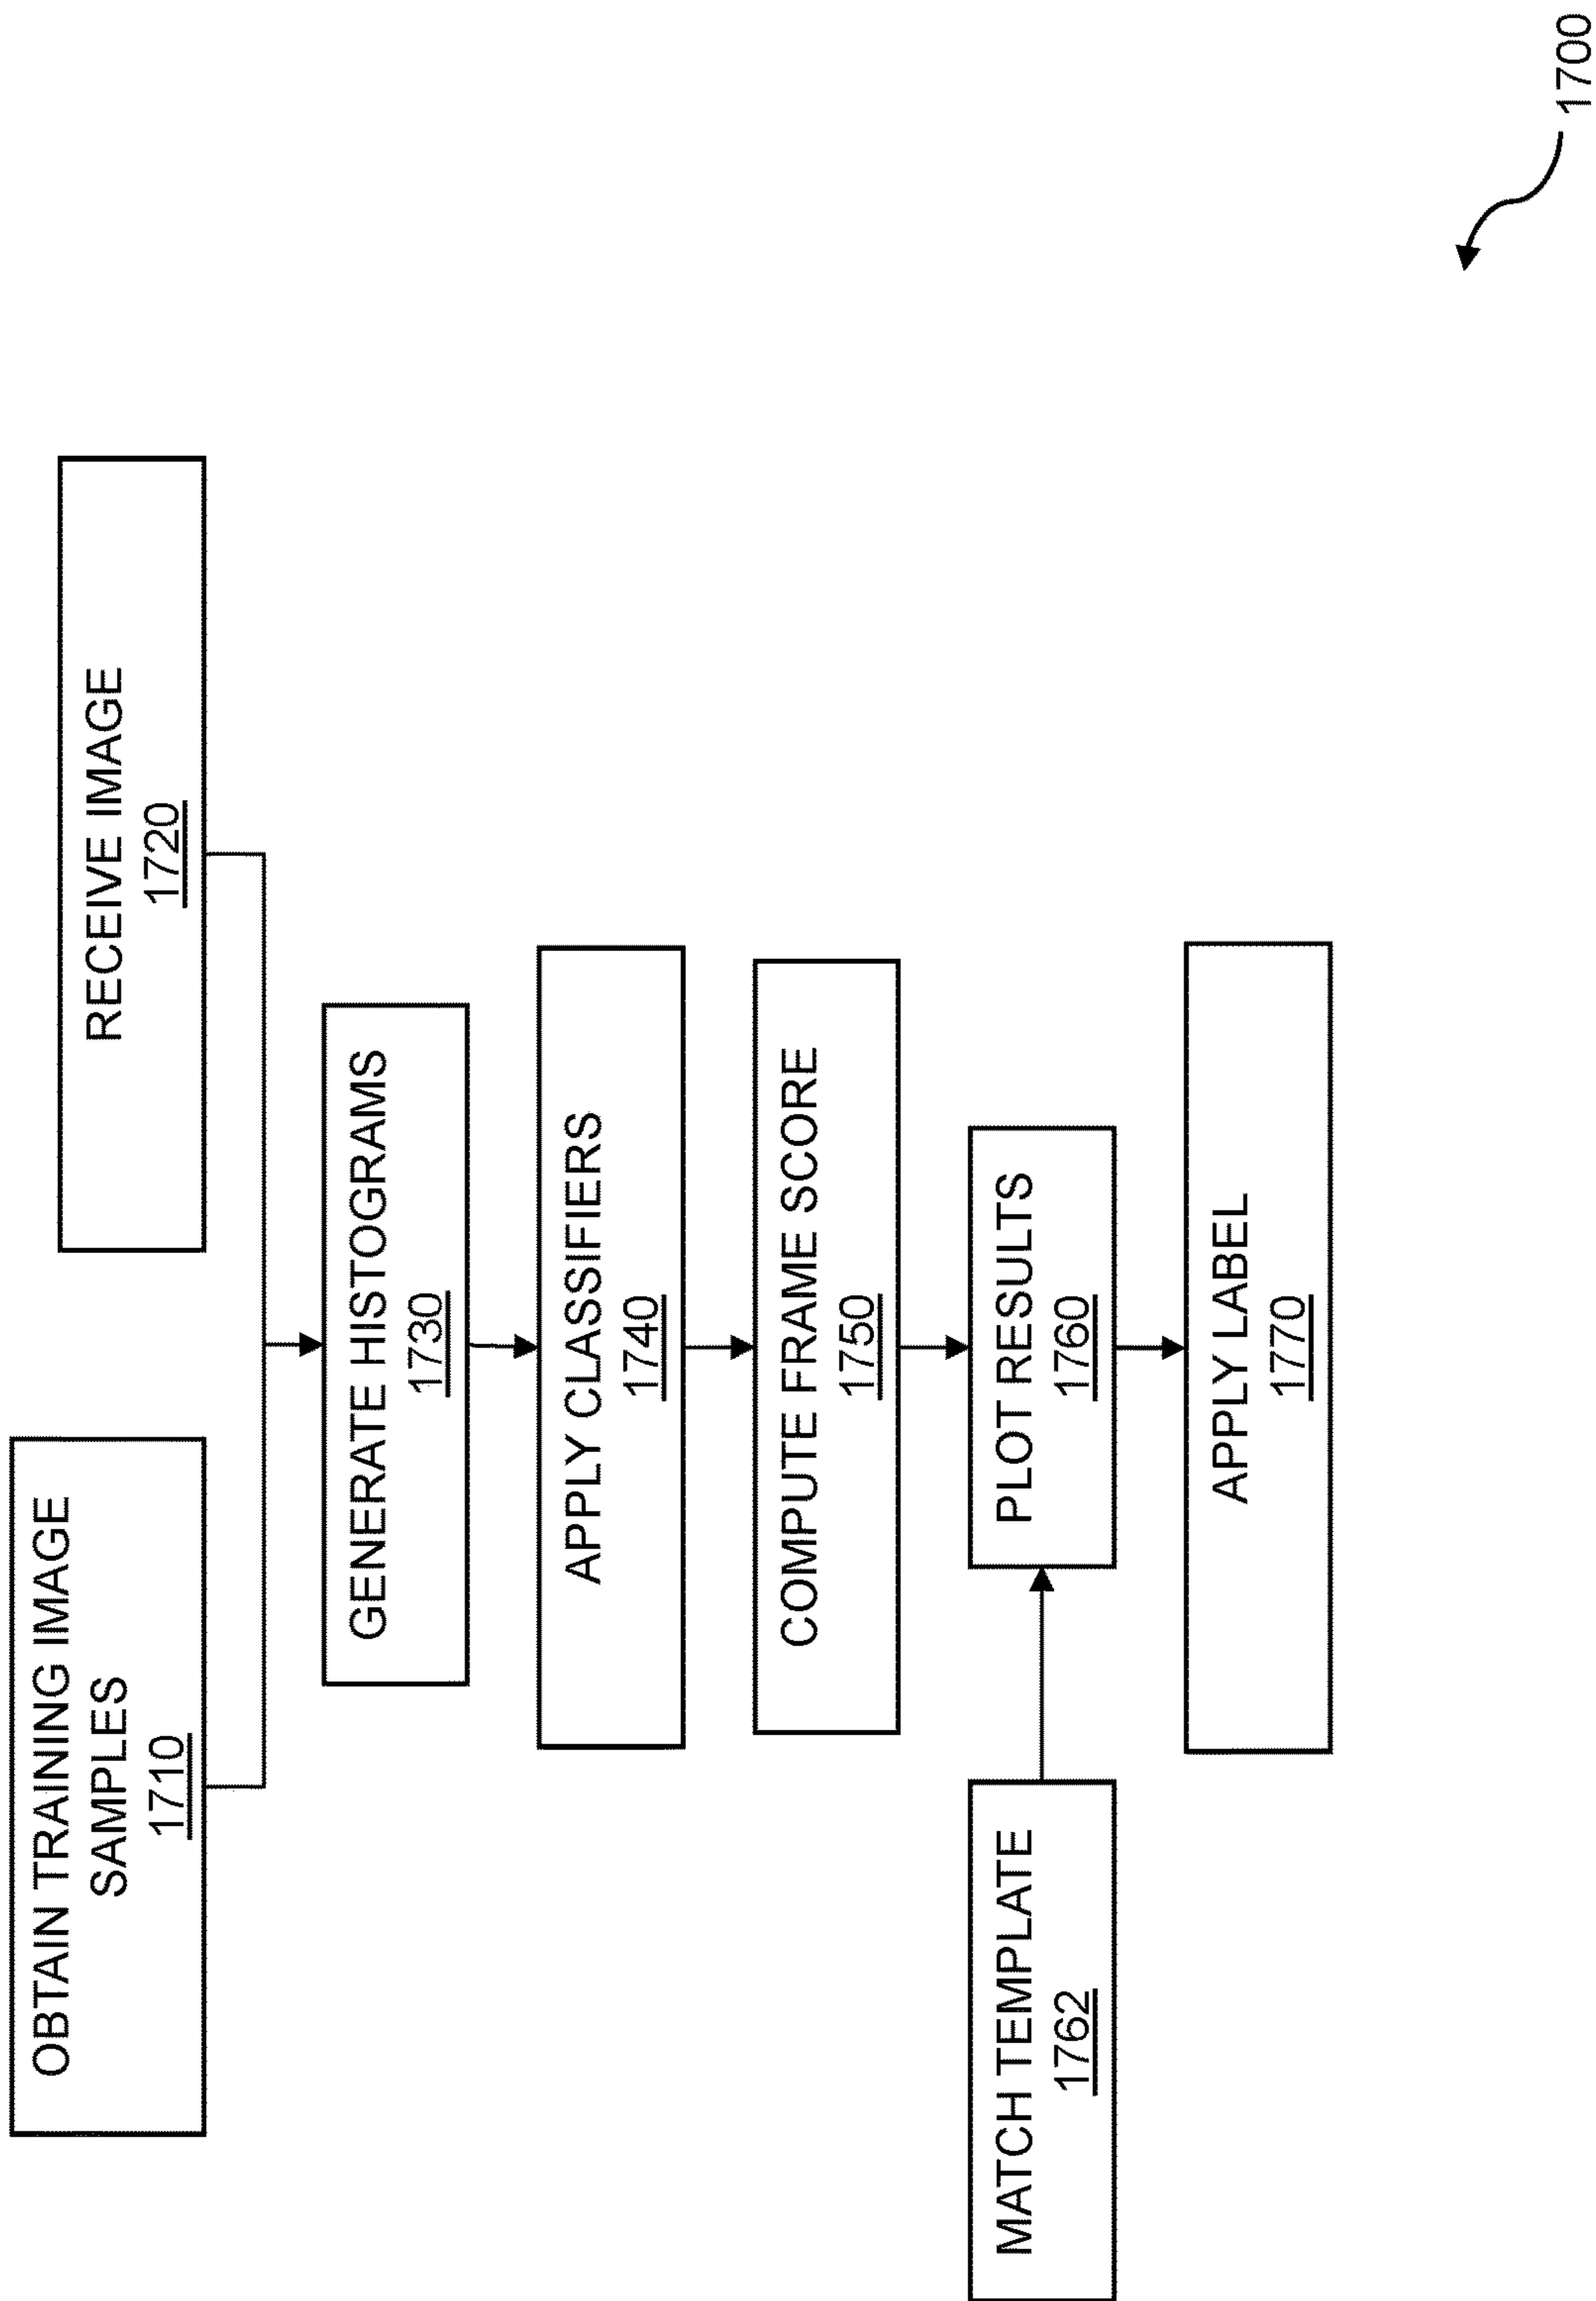 OBTAIN TRAINING IMAGE
SAMPLES
1710
RECEIVE IMAGE
1720
GENERATE HISTOGRAMS
1730
APPLY CLASSIFIERS
1740
COMPUTE FRAME SCORE
1750
MATCH TEMPLATE
1762
PLOT RESULTS
1760
APPLY LABEL
1770
1700